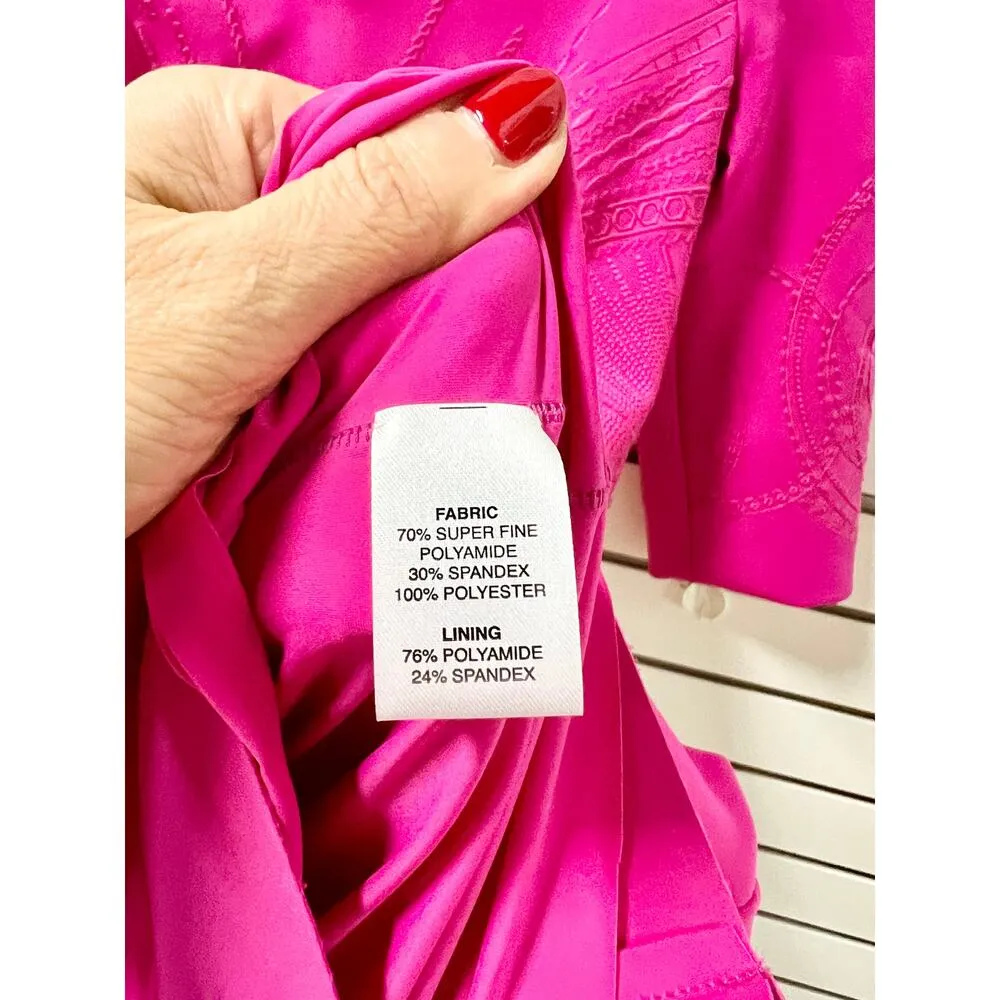 FABRIC
70% SUPER FINE
POLYAMIDE
30% SPANDEX
100% POLYESTER
LINING
76% POLYAMIDE
24% SPANDEX